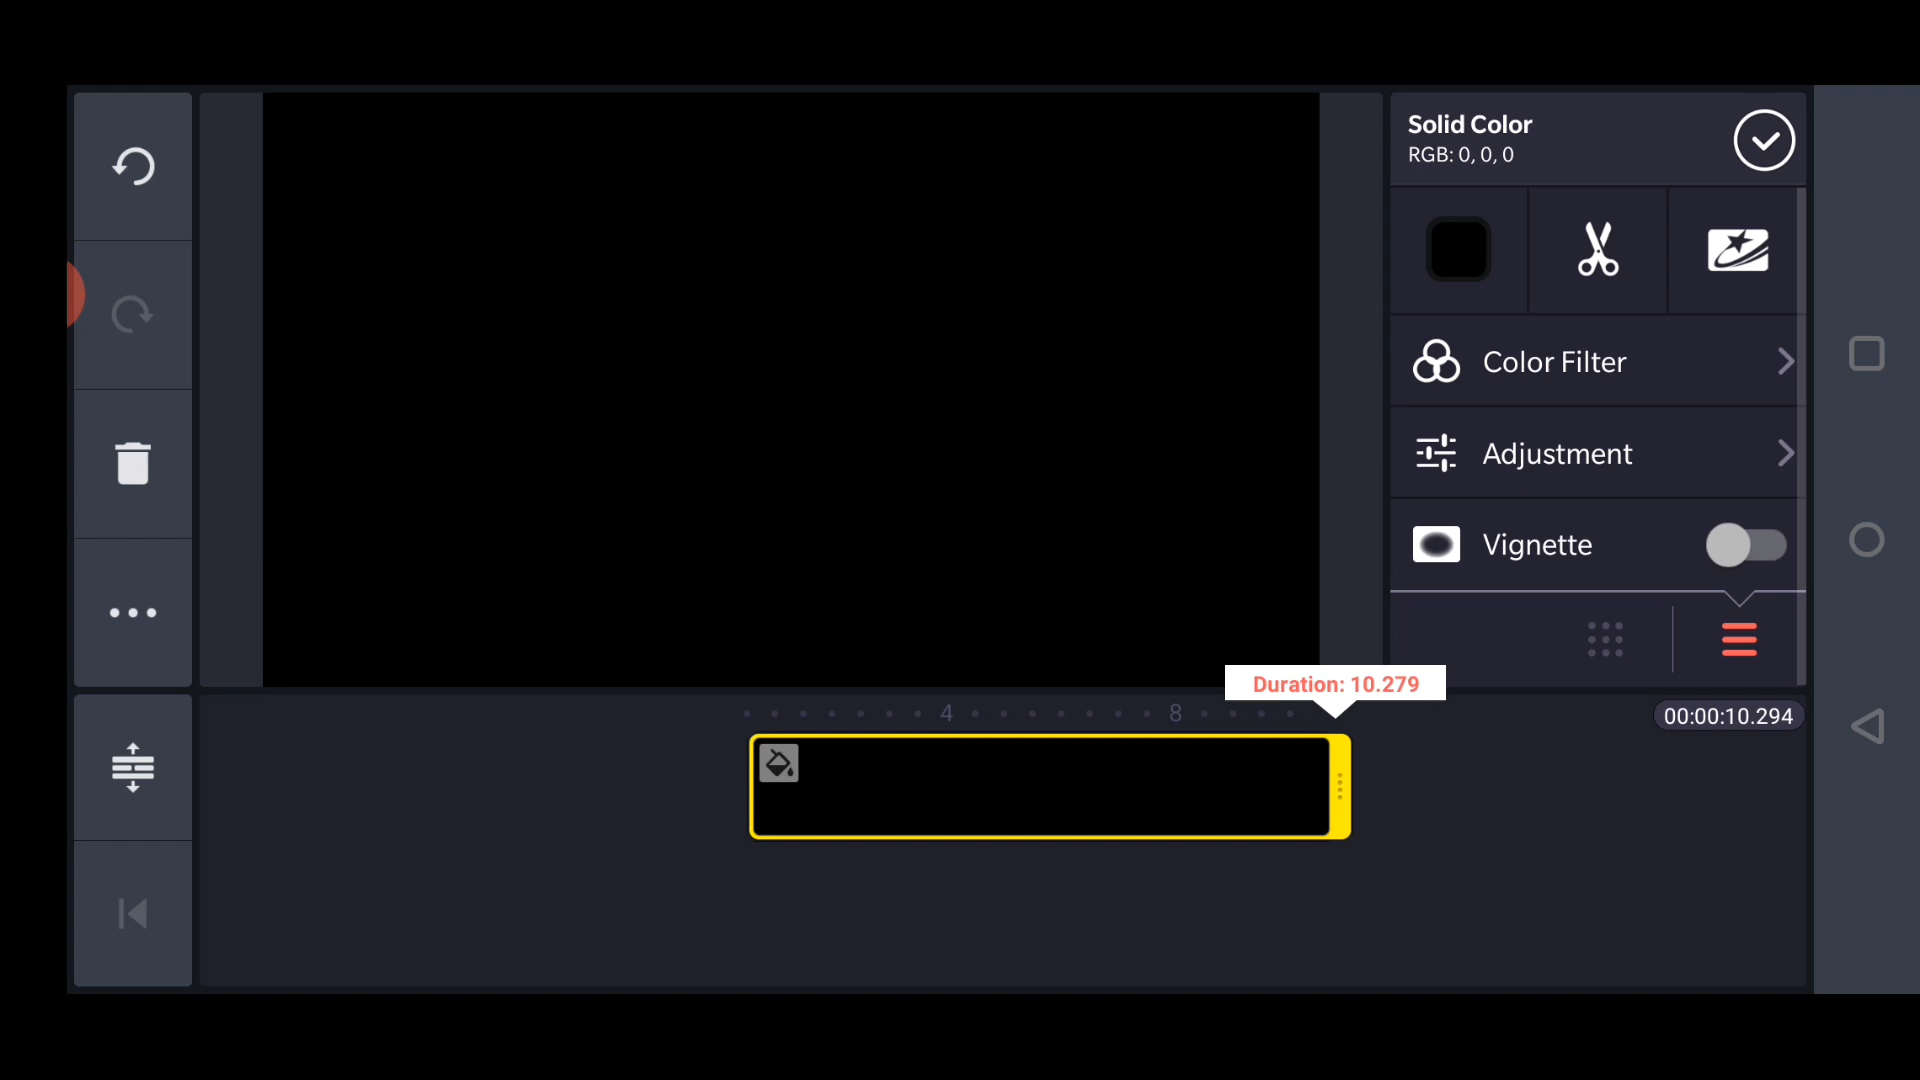 Solid Color
RGB: 0, 0, 0
Color Filter
Adjustment
Vignette
Duration: 10.279
4 8
00:00:10.294